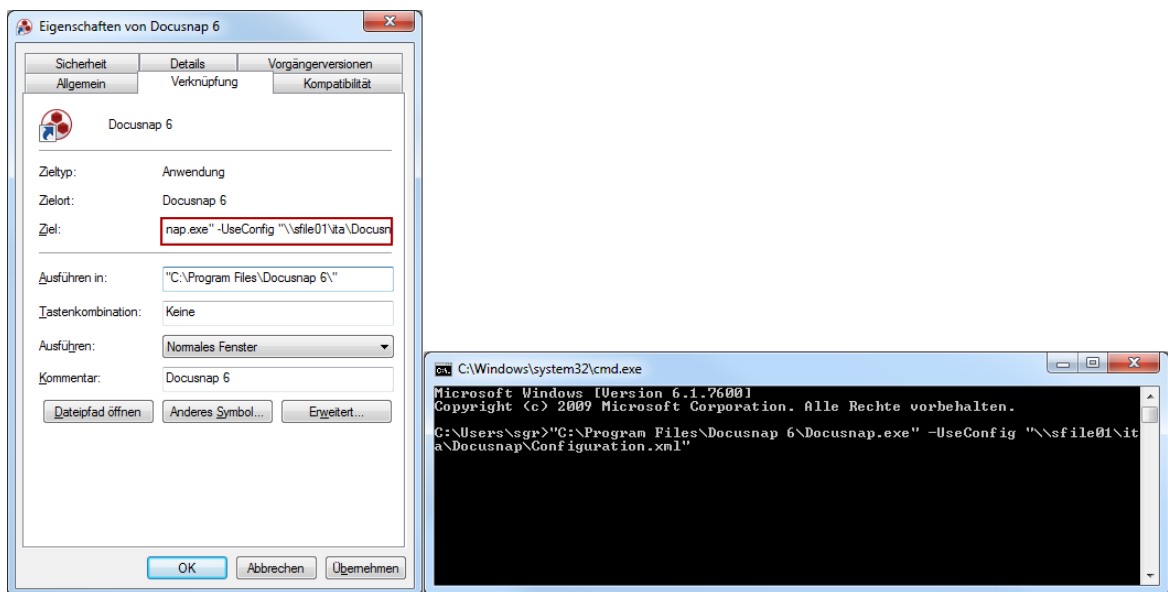 Eigenschaften von Docusnap 6
Sicherheit Details Vorgängerversionen
Allgemein Verknüpfung Kompatibilität
Docusnap 6
Zieltyp: Anwendung
Zielort: Docusnap 6
Ziel: nap.exe" -UseConfig "\\sfile01\ita\Docusn
Ausführen in: "C:\Program Files\Docusnap 6\"
Tastenkombination: Keine
Ausführen: Normales Fenster
Kommentar: Docusnap 6
Dateipfad öffnen Anderes Symbol... Erweitert...
OK Abbrechen Übernehmen
C:\Windows\system32\cmd.exe
Microsoft Windows [Version 6.1.7600]
Copyright (c) 2009 Microsoft Corporation. Alle Rechte vorbehalten.
C:\Users\sgr>"C:\Program Files\Docusnap 6\Docusnap.exe" -UseConfig "\\sfile01\it
a\Docusnap\Configuration.xml"